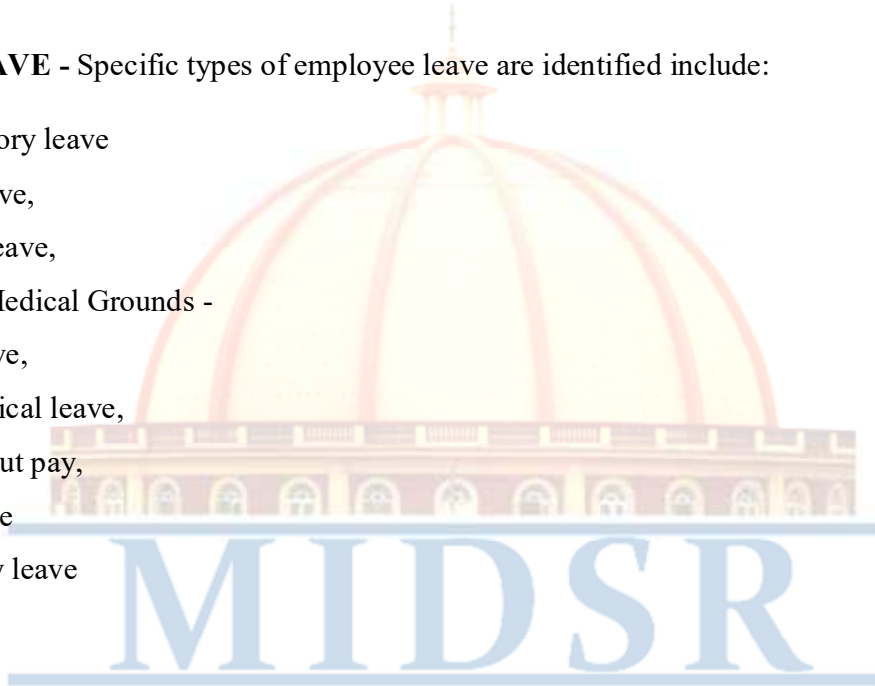 AVE - Specific types of employee leave are identified include:
ory leave
ve,
eave,
Medical Grounds -
ve,
ical leave,
ut pay,
e
y leave
MIDSR